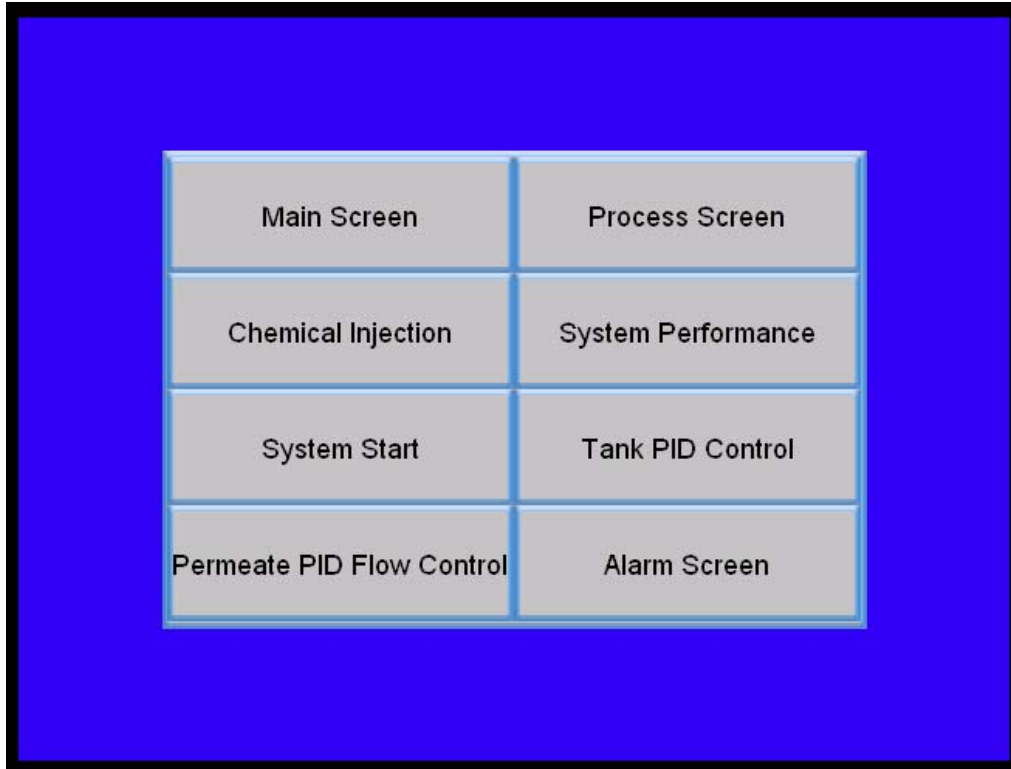 Main Screen
Process Screen
Chemical Injection
System Performance
System Start
Tank PID Control
Permeate PID Flow Control
Alarm Screen